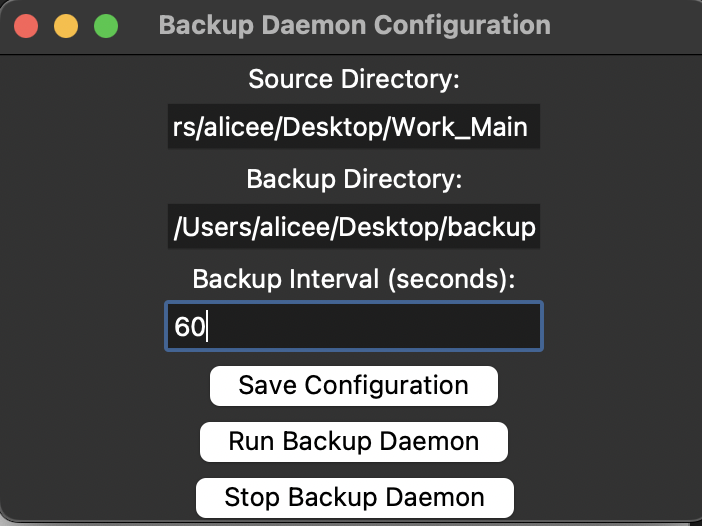 Backup Daemon Configuration
Source Directory:
rs/alicee/Desktop/Work_Main
Backup Directory:
/Users/alicee/Desktop/backup
Backup Interval (seconds):
60
Save Configuration
Run Backup Daemon
Stop Backup Daemon